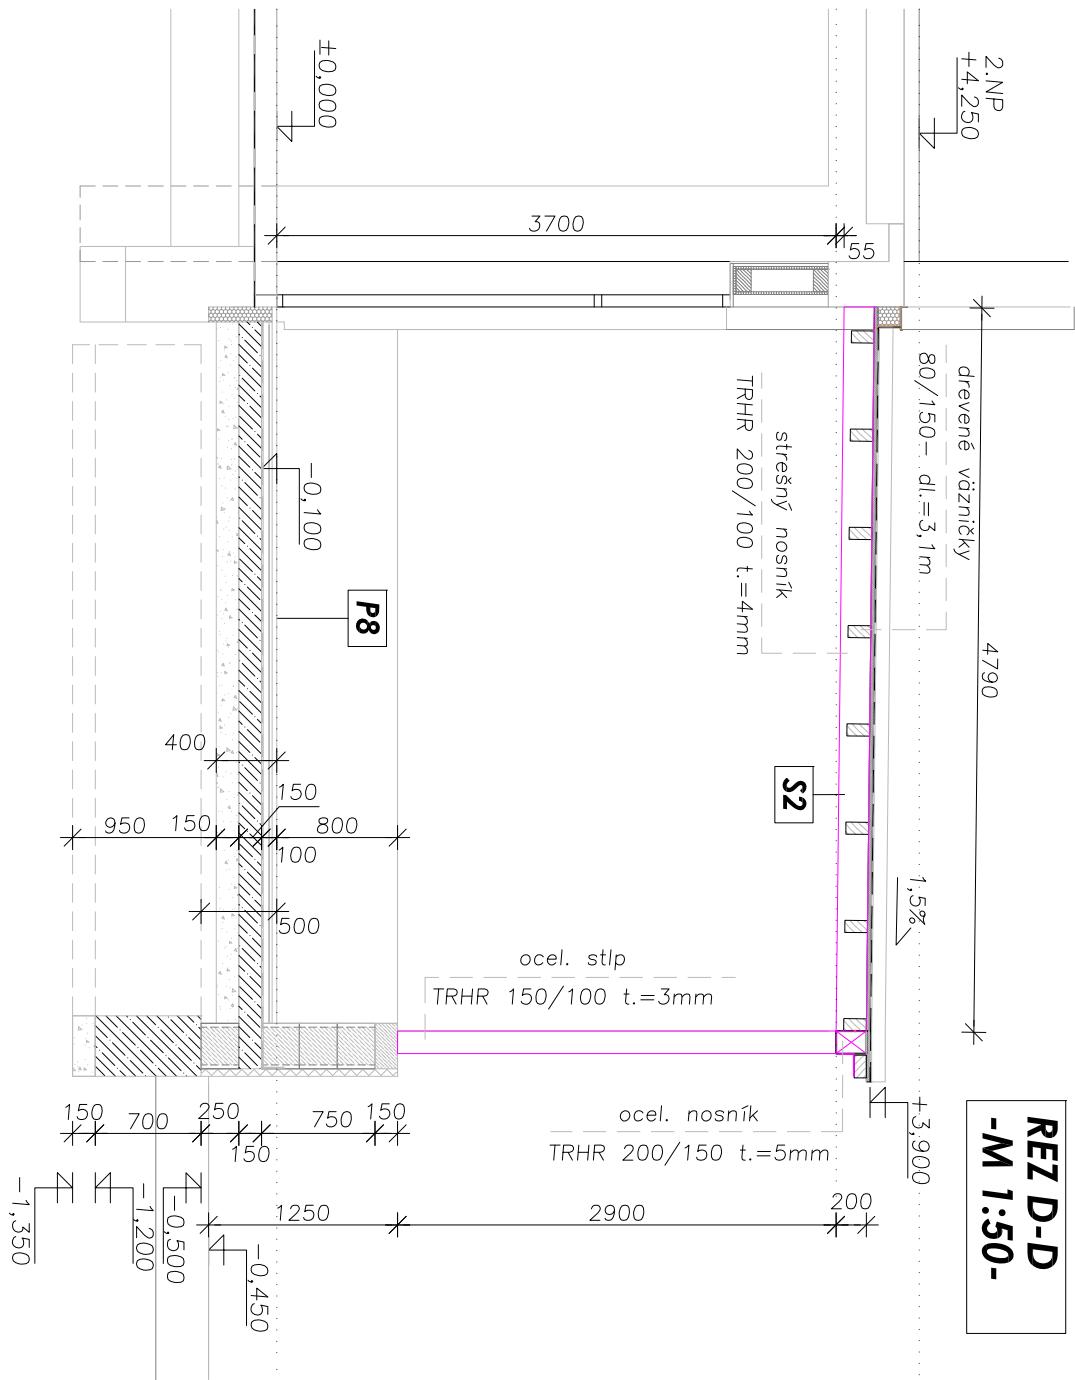 REZ D-D
-M 1:50-
2.NP
+4,250
±0,000
3700
55
drevené väzničky
80/150- dl.=3,1m
strešný nosník
TRHR 200/100 t.=4mm
4790
-0,100
P8
S2
1,5%
400
150
950
150
800
100
500
ocel. stĺp
TRHR 150/100 t.=3mm
ocel. nosník
TRHR 200/150 t.=5mm
+3,900
150
700
250
150
750
150
1250
2900
200
-1,350
-1,200
-0,500
-0,450